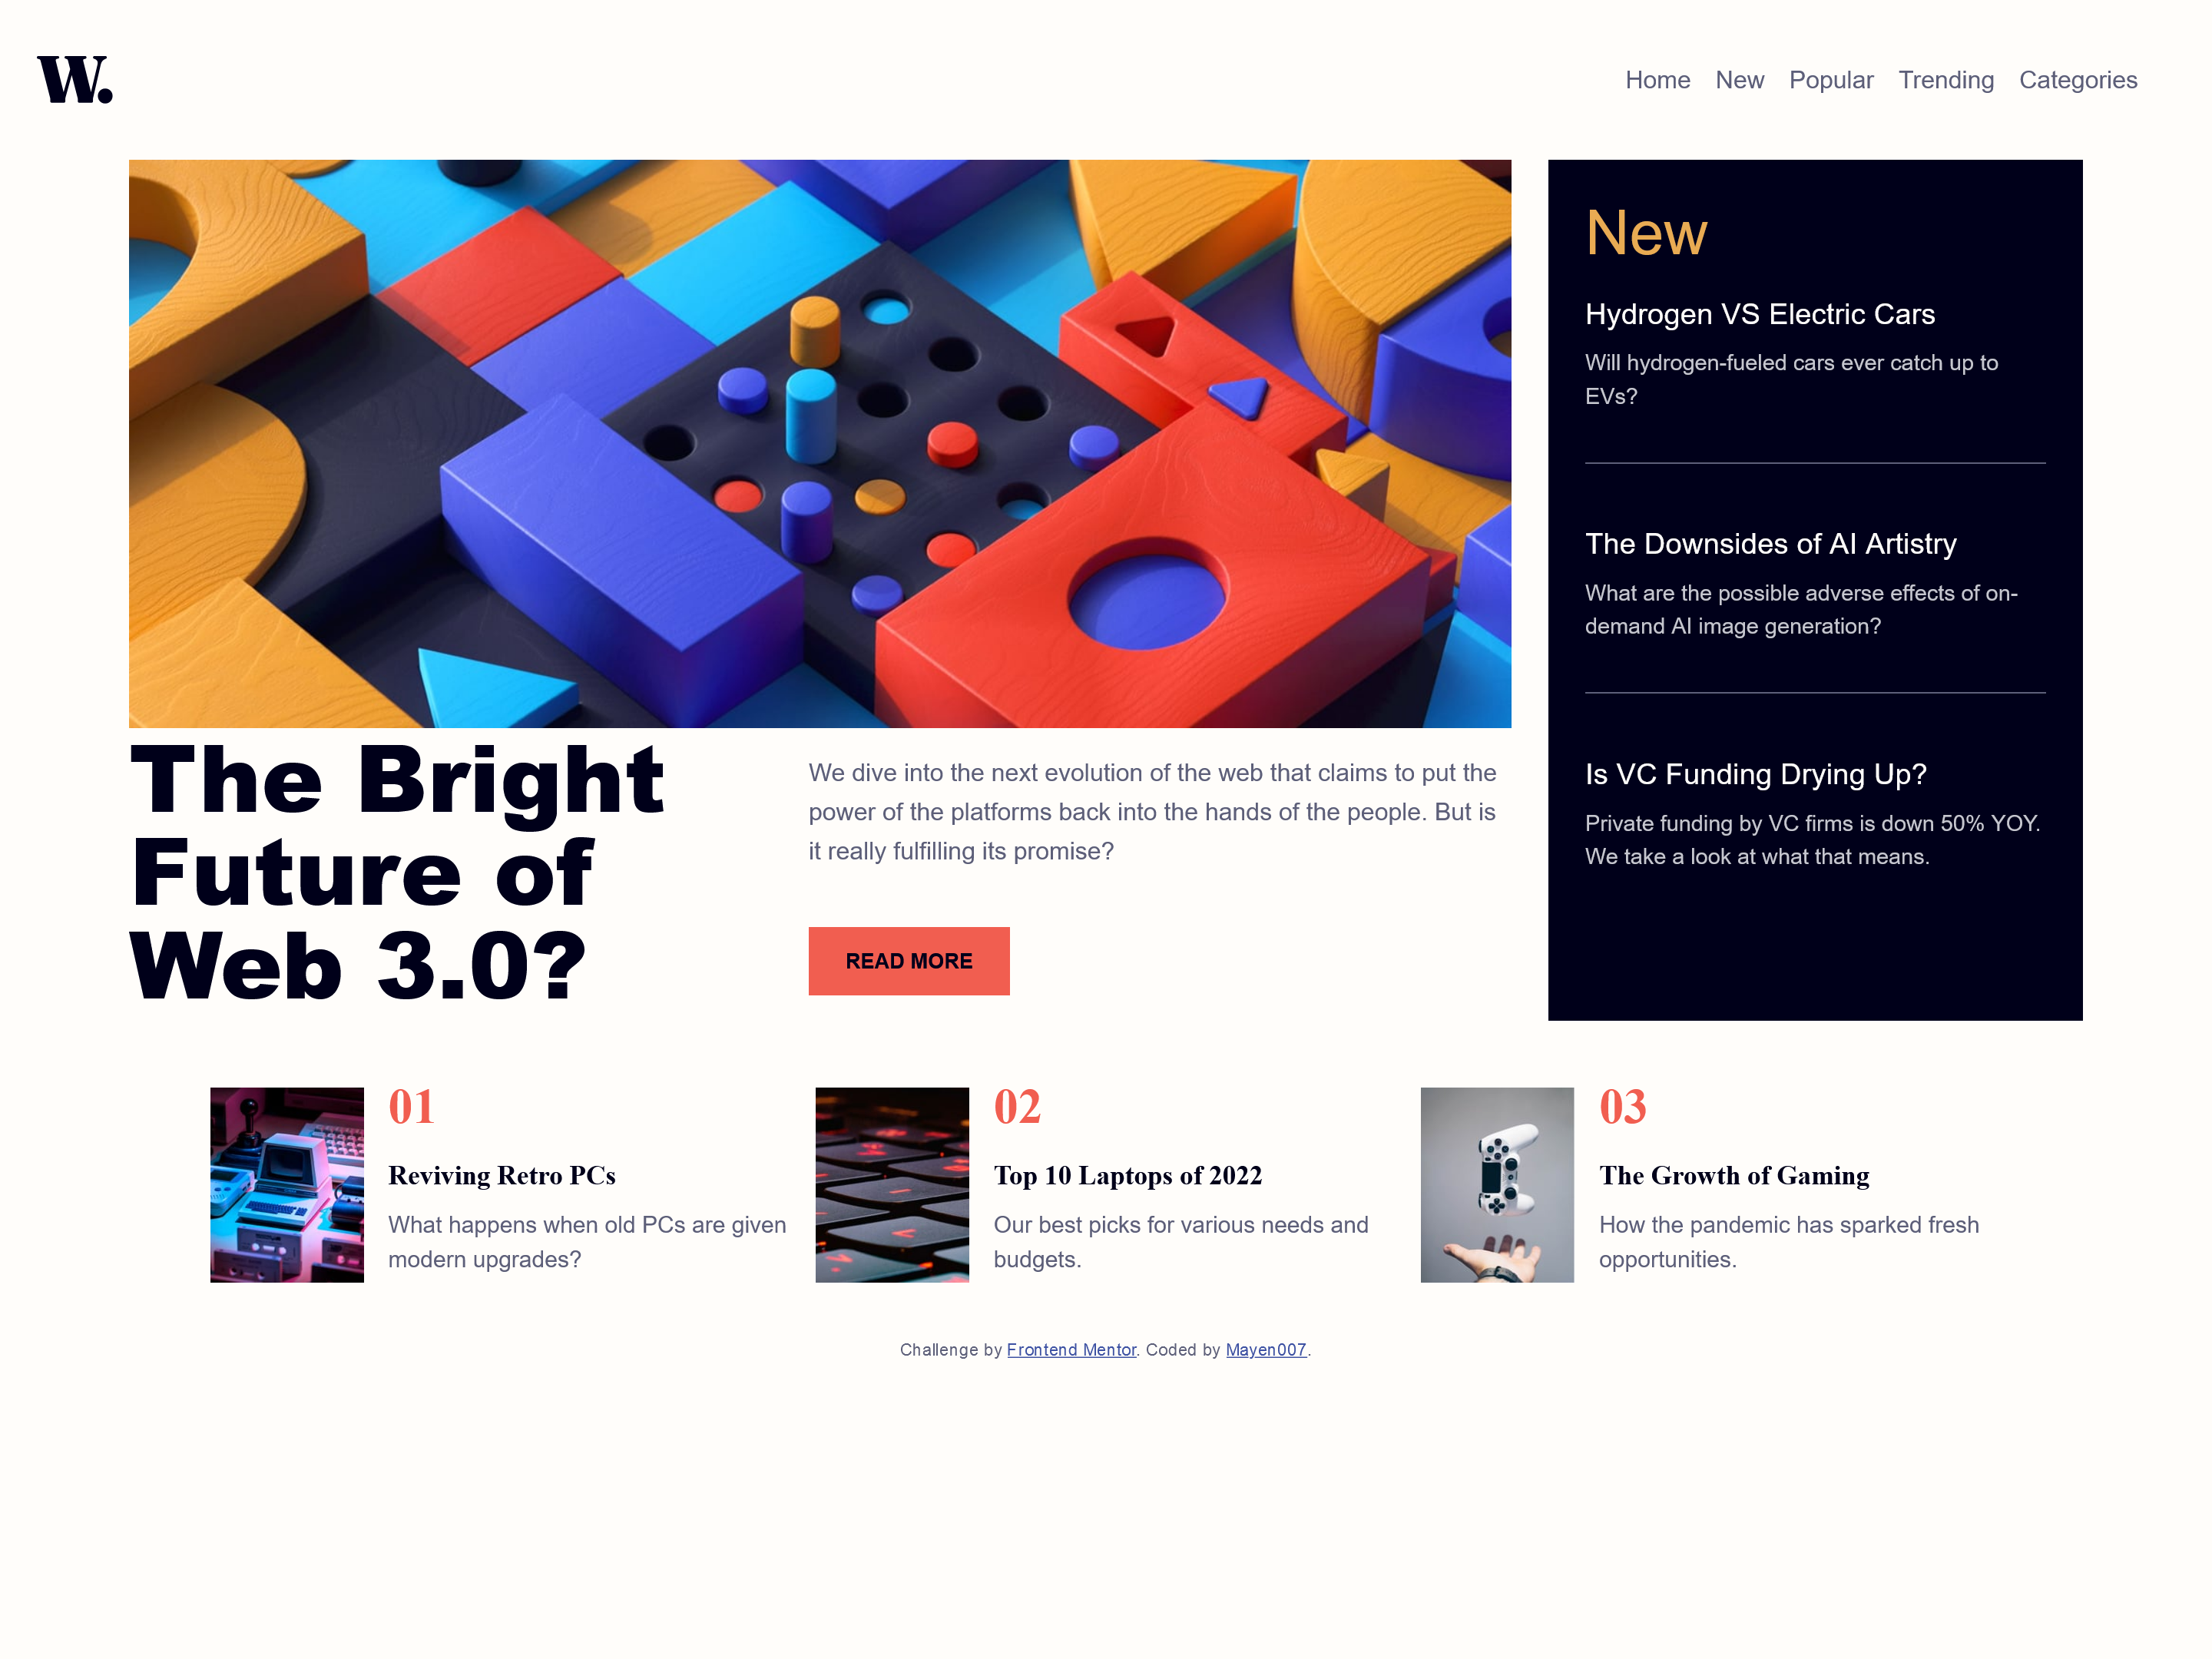 W.
Home New Popular Trending Categories
New
Hydrogen VS Electric Cars
Will hydrogen-fueled cars ever catch up to
EVs?
The Downsides of AI Artistry
What are the possible adverse effects of on-
demand AI image generation?
Is VC Funding Drying Up?
Private funding by VC firms is down 50% YOY.
We take a look at what that means.
The Bright
Future of
Web 3.0?
We dive into the next evolution of the web that claims to put the
power of the platforms back into the hands of the people. But is
it really fulfilling its promise?
READ MORE
01
Reviving Retro PCs
What happens when old PCs are given
modern upgrades?
02
Top 10 Laptops of 2022
Our best picks for various needs and
budgets.
03
The Growth of Gaming
How the pandemic has sparked fresh
opportunities.
Challenge by Frontend Mentor. Coded by Mayen007.